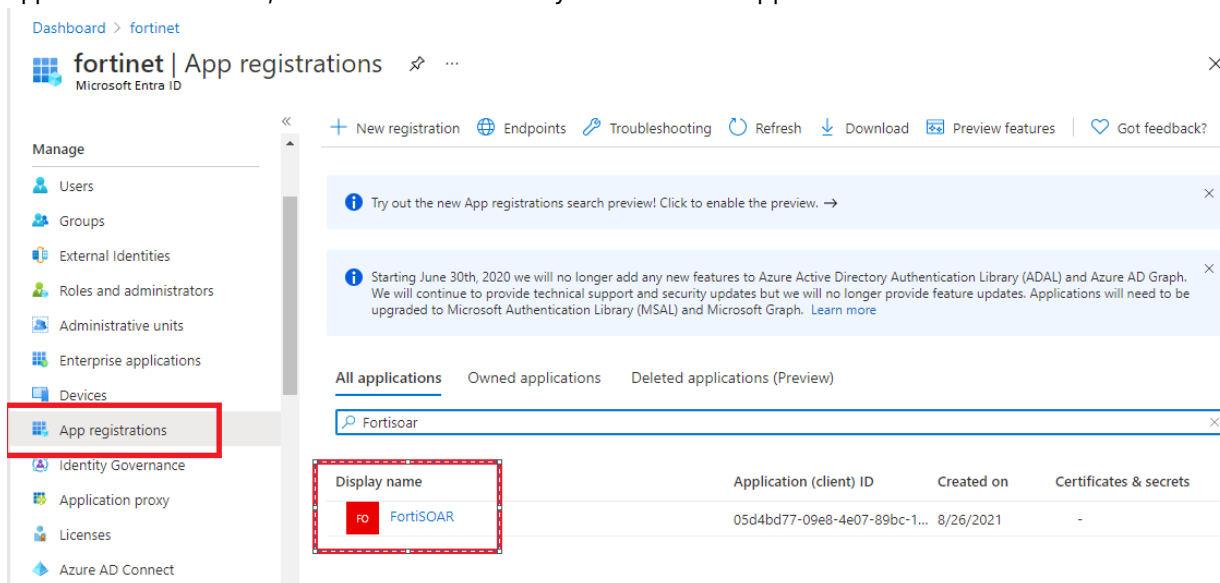 Dashboard > fortinet
fortinet | App registrations
Microsoft Entra ID
Manage
Users
Groups
External Identities
Roles and administrators
Administrative units
Enterprise applications
Devices
App registrations
Identity Governance
Application proxy
Licenses
Azure AD Connect
New registration Endpoints Troubleshooting Refresh Download Preview features Got feedback?
Try out the new App registrations search preview! Click to enable the preview. →
Starting June 30th, 2020 we will no longer add any new features to Azure Active Directory Authentication Library (ADAL) and Azure AD Graph.
We will continue to provide technical support and security updates but we will no longer provide feature updates. Applications will need to be
upgraded to Microsoft Authentication Library (MSAL) and Microsoft Graph. Learn more
All applications Owned applications Deleted applications (Preview)
Fortisoar
Display name Application (client) ID Created on Certificates & secrets
FO FortiSOAR 05d4bd77-09e8-4e07-89bc-1... 8/26/2021 -